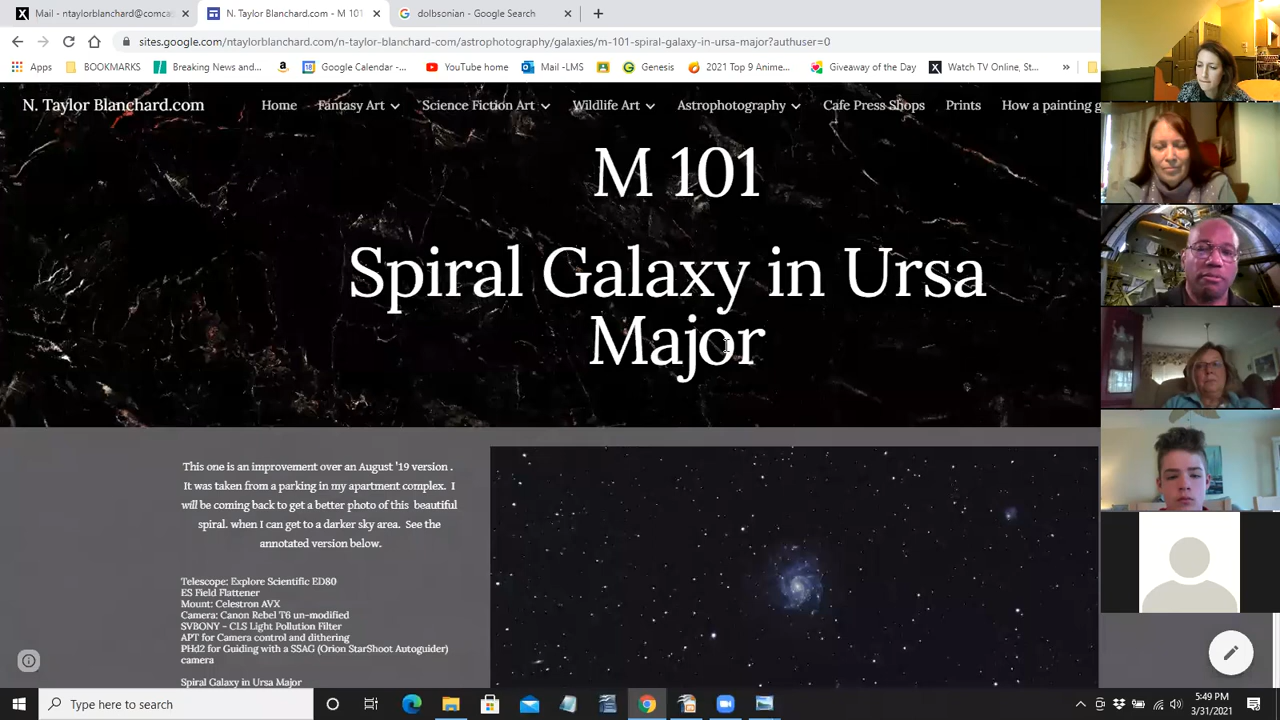 Mail - ntaylorblanchard@comca
N. Taylor Blanchard.com - M 101
dolbsonian - Google Search
sites.google.com/ntaylorblanchard.com/n-taylor-blanchard-com/astrophotography/galaxies/m-101-spiral-galaxy-in-ursa-major?authuser=0
Apps BOOKMARKS Breaking News and... Google Calendar -... YouTube home Mail - LM Genesis 2021 Top 9 Anime... Giveaway of the Day Watch TV Online, St... »
N. Taylor Blanchard.com Home Fantasy Art Science Fiction Art Wildlife Art Astrophotography Cafe Press Shops Prints How a painting g
M 101
Spiral Galaxy in Ursa
Major
This one is an improvement over an August '19 version .
It was taken from a parking in my apartment complex. I
will be coming back to get a better photo of this beautiful
spiral. when I can get to a darker sky area. See the
annotated version below.
Telescope: Explore Scientific ED80
ES Field Flattener
Mount: Celestron AVX
Camera: Canon Rebel T6 un-modified
SVBONY - CLS Light Pollution Filter
APT for Camera control and dithering
PHd2 for Guiding with a SSAG (Orion StarShoot Autoguider)
camera
Spiral Galaxy in Ursa Major
Type here to search
5:49 PM
3/31/2021